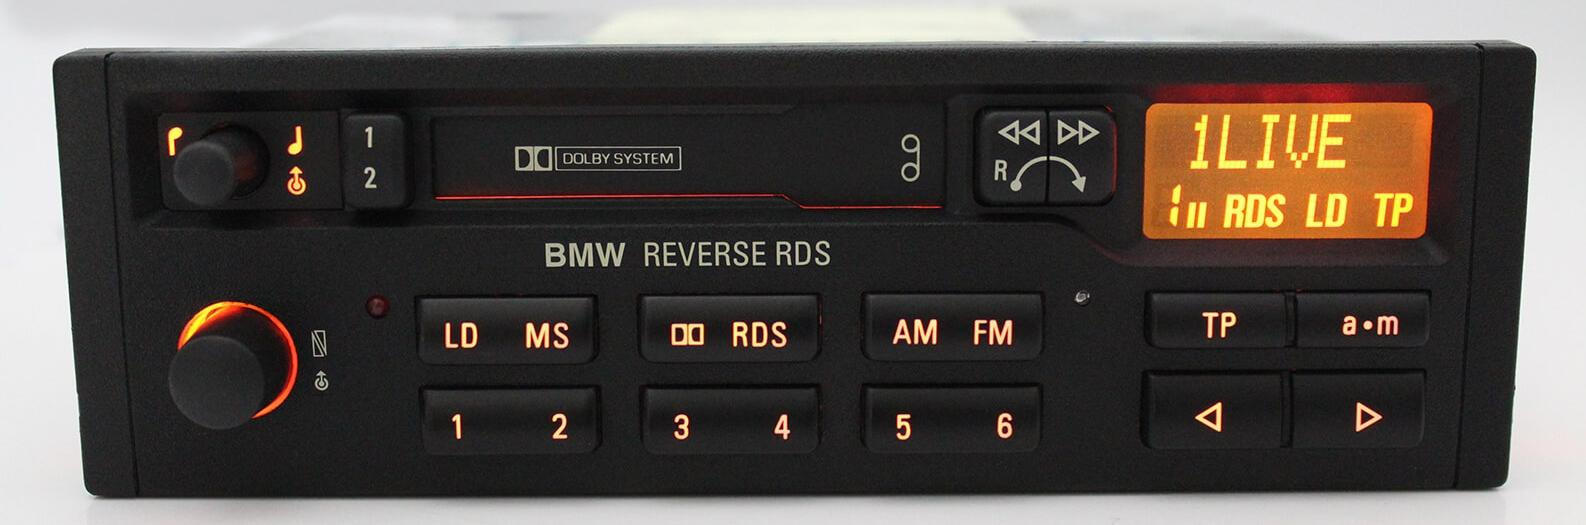 1
2
DOLBY SYSTEM
R
1LIVE
RDS LD TP
BMW REVERSE RDS
LD MS
RDS
AM FM
TP
a•m
1 2
3 4
5 6